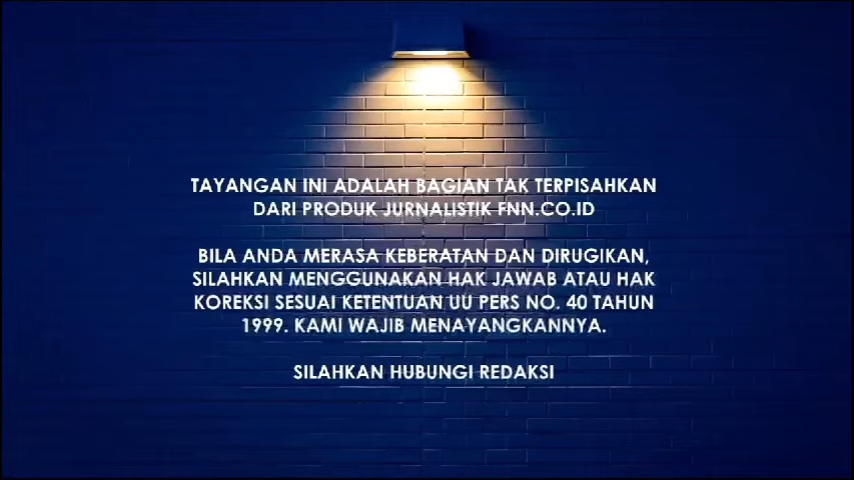 TAYANGAN INI ADALAH BAGIAN TAK TERPISAHKAN
DARI PRODUK JURNALISTIK FNN.CO.ID
BILA ANDA MERASA KEBERATAN DAN DIRUGIKAN,
SILAHKAN MENGGUNAKAN HAK JAWAB ATAU HAK
KOREKSI SESUAI KETENTUAN UU PERS NO. 40 TAHUN
1999. KAMI WAJIB MENAYANGKANNYA.
SILAHKAN HUBUNGI REDAKSI